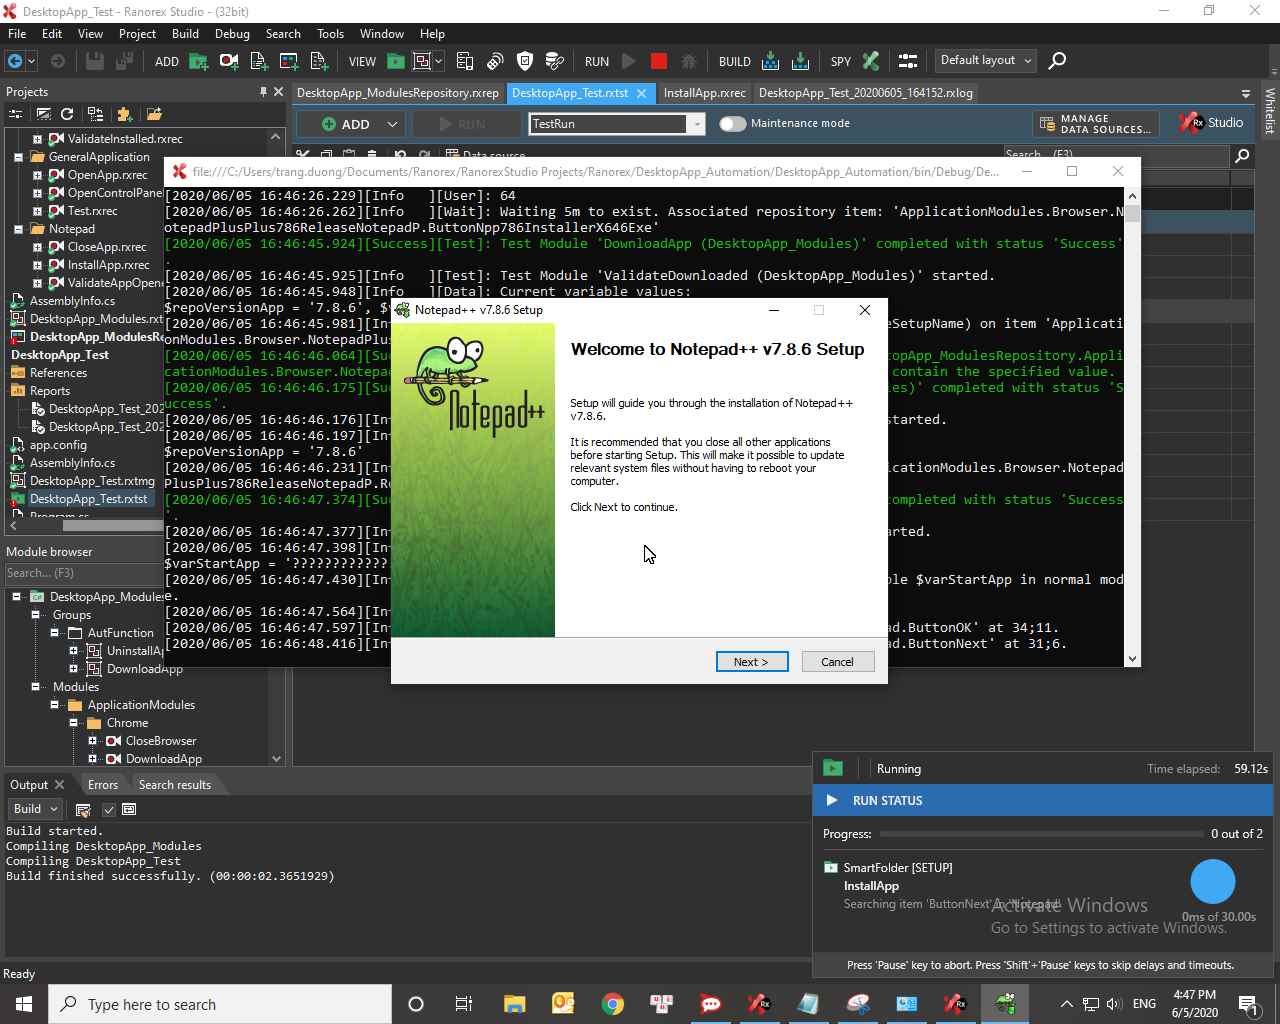 DesktopApp_Test - Ranorex Studio - (32bit)
File Edit View Project Build Debug Search Tools Window Help
ADD VIEW RUN BUILD SPY Default layout
Projects
DesktopApp_ModulesRepository.rxrep DesktopApp_Test.rxtst InstallApp.rxrec DesktopApp_Test_20200605_164152.rxlog
Whitelist
ADD RUN TestRun Maintenance mode MANAGE DATA SOURCES... Rx Studio
Data source Search... (F3)
ValidateInstalled.rxrec
GeneralApplication
OpenApp.rxrec
OpenControlPane
Test.rxrec
Notepad
CloseApp.rxrec
InstallApp.rxrec
ValidateAppOpene
AssemblyInfo.cs
DesktopApp_Modules.rxt
DesktopApp_ModulesRe
DesktopApp_Test
References
Reports
DesktopApp_Test_202
DesktopApp_Test_202
app.config
AssemblyInfo.cs
DesktopApp_Test.rxtmg
DesktopApp_Test.rxtst
Program.cs
file:///C:/Users/trang.duong/Documents/Ranorex/RanorexStudio Projects/Ranorex/DesktopApp_Automation/DesktopApp_Automation/bin/Debug/De...
[2020/06/05 16:46:26.229][Info   ][User]: 64
[2020/06/05 16:46:26.262][Info   ][Wait]: Waiting 5m to exist. Associated repository item: 'ApplicationModules.Browser.N
otepadPlusPlus786ReleaseNotepadP.ButtonNpp786InstallerX646Exe'
[2020/06/05 16:46:45.924][Success][Test]: Test Module 'DownloadApp (DesktopApp_Modules)' completed with status 'Success'
.
[2020/06/05 16:46:45.925][Info   ][Test]: Test Module 'ValidateDownloaded (DesktopApp_Modules)' started.
[2020/06/05 16:46:45.948][Info   ][Data]: Current variable values:
$repoVersionApp = '7.8.6', $v
[2020/06/05 16:46:45.981][In eSetupName) on item 'Applicati
onModules.Browser.NotepadPlus
[2020/06/05 16:46:46.064][Su topApp_ModulesRepository.Appli
cationModules.Browser.Notepad contain the specified value.
[2020/06/05 16:46:46.175][Su es)' completed with status 'S
uccess'.
[2020/06/05 16:46:46.176][In started.
[2020/06/05 16:46:46.197][In
$repoVersionApp = '7.8.6'
[2020/06/05 16:46:46.231][In icationModules.Browser.Notepad
PlusPlus786ReleaseNotepadP.Re
[2020/06/05 16:46:47.374][Su completed with status 'Success
'.
[2020/06/05 16:46:47.377][In arted.
[2020/06/05 16:46:47.398][In
$varStartApp = '????????????
[2020/06/05 16:46:47.430][In le $varStartApp in normal mod
e.
[2020/06/05 16:46:47.564][In
[2020/06/05 16:46:47.597][In ad.ButtonOK' at 34;11.
[2020/06/05 16:46:48.416][In ad.ButtonNext' at 31;6.
Notepad++ v7.8.6 Setup
Notepad++
Welcome to Notepad++ v7.8.6 Setup
Setup will guide you through the installation of Notepad++
v7.8.6.
It is recommended that you close all other applications
before starting Setup. This will make it possible to update
relevant system files without having to reboot your
computer.
Click Next to continue.
Next >
Cancel
Module browser
Search... (F3)
DesktopApp_Modules
Groups
AutFunction
UninstallAp
DownloadApp
Modules
ApplicationModules
Chrome
CloseBrowser
DownloadApp
Output Errors Search results
Build
Build started.
Compiling DesktopApp_Modules
Compiling DesktopApp_Test
Build finished successfully. (00:00:02.3651929)
Running Time elapsed: 59.12s
RUN STATUS
Progress: 0 out of 2
SmartFolder [SETUP]
InstallApp
Searching item 'ButtonNext' in 'Notepad'
0ms of 30.00s
Activate Windows
Go to Settings to activate Windows.
Press 'Pause' key to abort. Press 'Shift'+'Pause' keys to skip delays and timeouts.
Ready
Type here to search
ENG
4:47 PM
6/5/2020
1